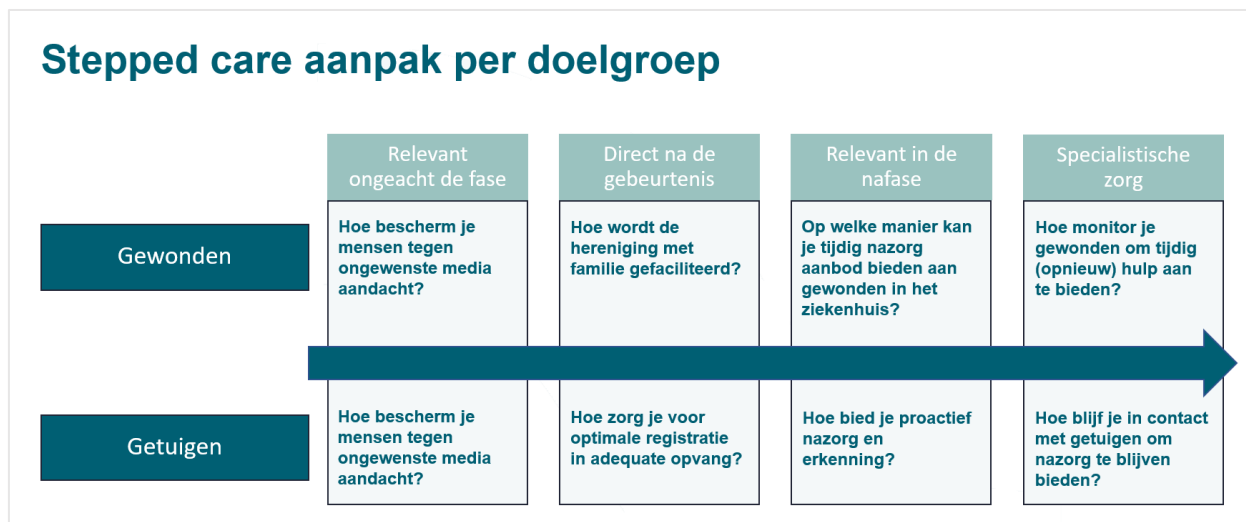 Stepped care aanpak per doelgroep
Relevant
ongeacht de fase
Direct na de
gebeurtenis
Relevant in de
nafase
Specialistische
zorg
Gewonden
Hoe bescherm je
mensen tegen
ongewenste media
aandacht?
Hoe wordt de
hereniging met
familie gefaciliteerd?
Op welke manier kan
je tijdig nazorg
aanbod bieden aan
gewonden in het
ziekenhuis?
Hoe monitor je
gewonden om tijdig
(opnieuw) hulp aan
te bieden?
Getuigen
Hoe bescherm je
mensen tegen
ongewenste media
aandacht?
Hoe zorg je voor
optimale registratie
in adequate opvang?
Hoe bied je proactief
nazorg en
erkenning?
Hoe blijf je in contact
met getuigen om
nazorg te blijven
bieden?